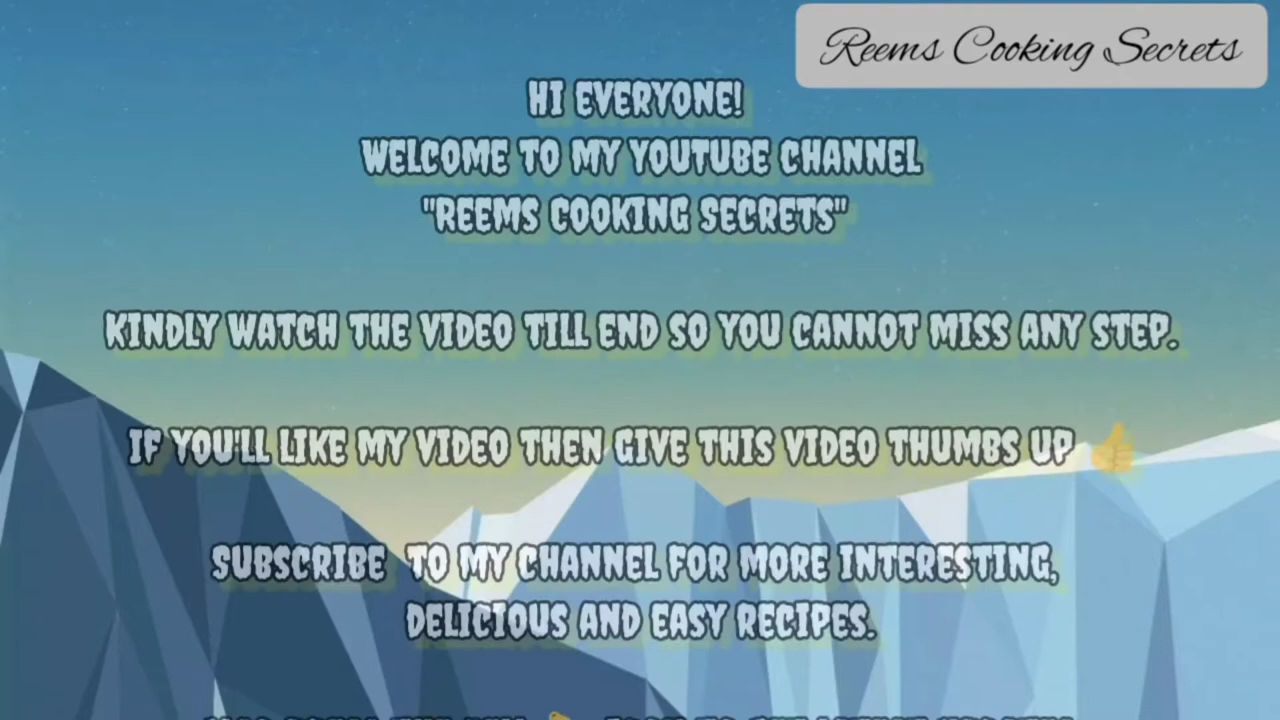 Reems Cooking Secrets
HI EVERYONE!
WELCOME TO MY YOUTUBE CHANNEL
"REEMS COOKING SECRETS"
KINDLY WATCH THE VIDEO TILL END SO YOU CANNOT MISS ANY STEP.
IF YOU'LL LIKE MY VIDEO THEN GIVE THIS VIDEO THUMBS UP 👍
SUBSCRIBE TO MY CHANNEL FOR MORE INTERESTING,
DELICIOUS AND EASY RECIPES.